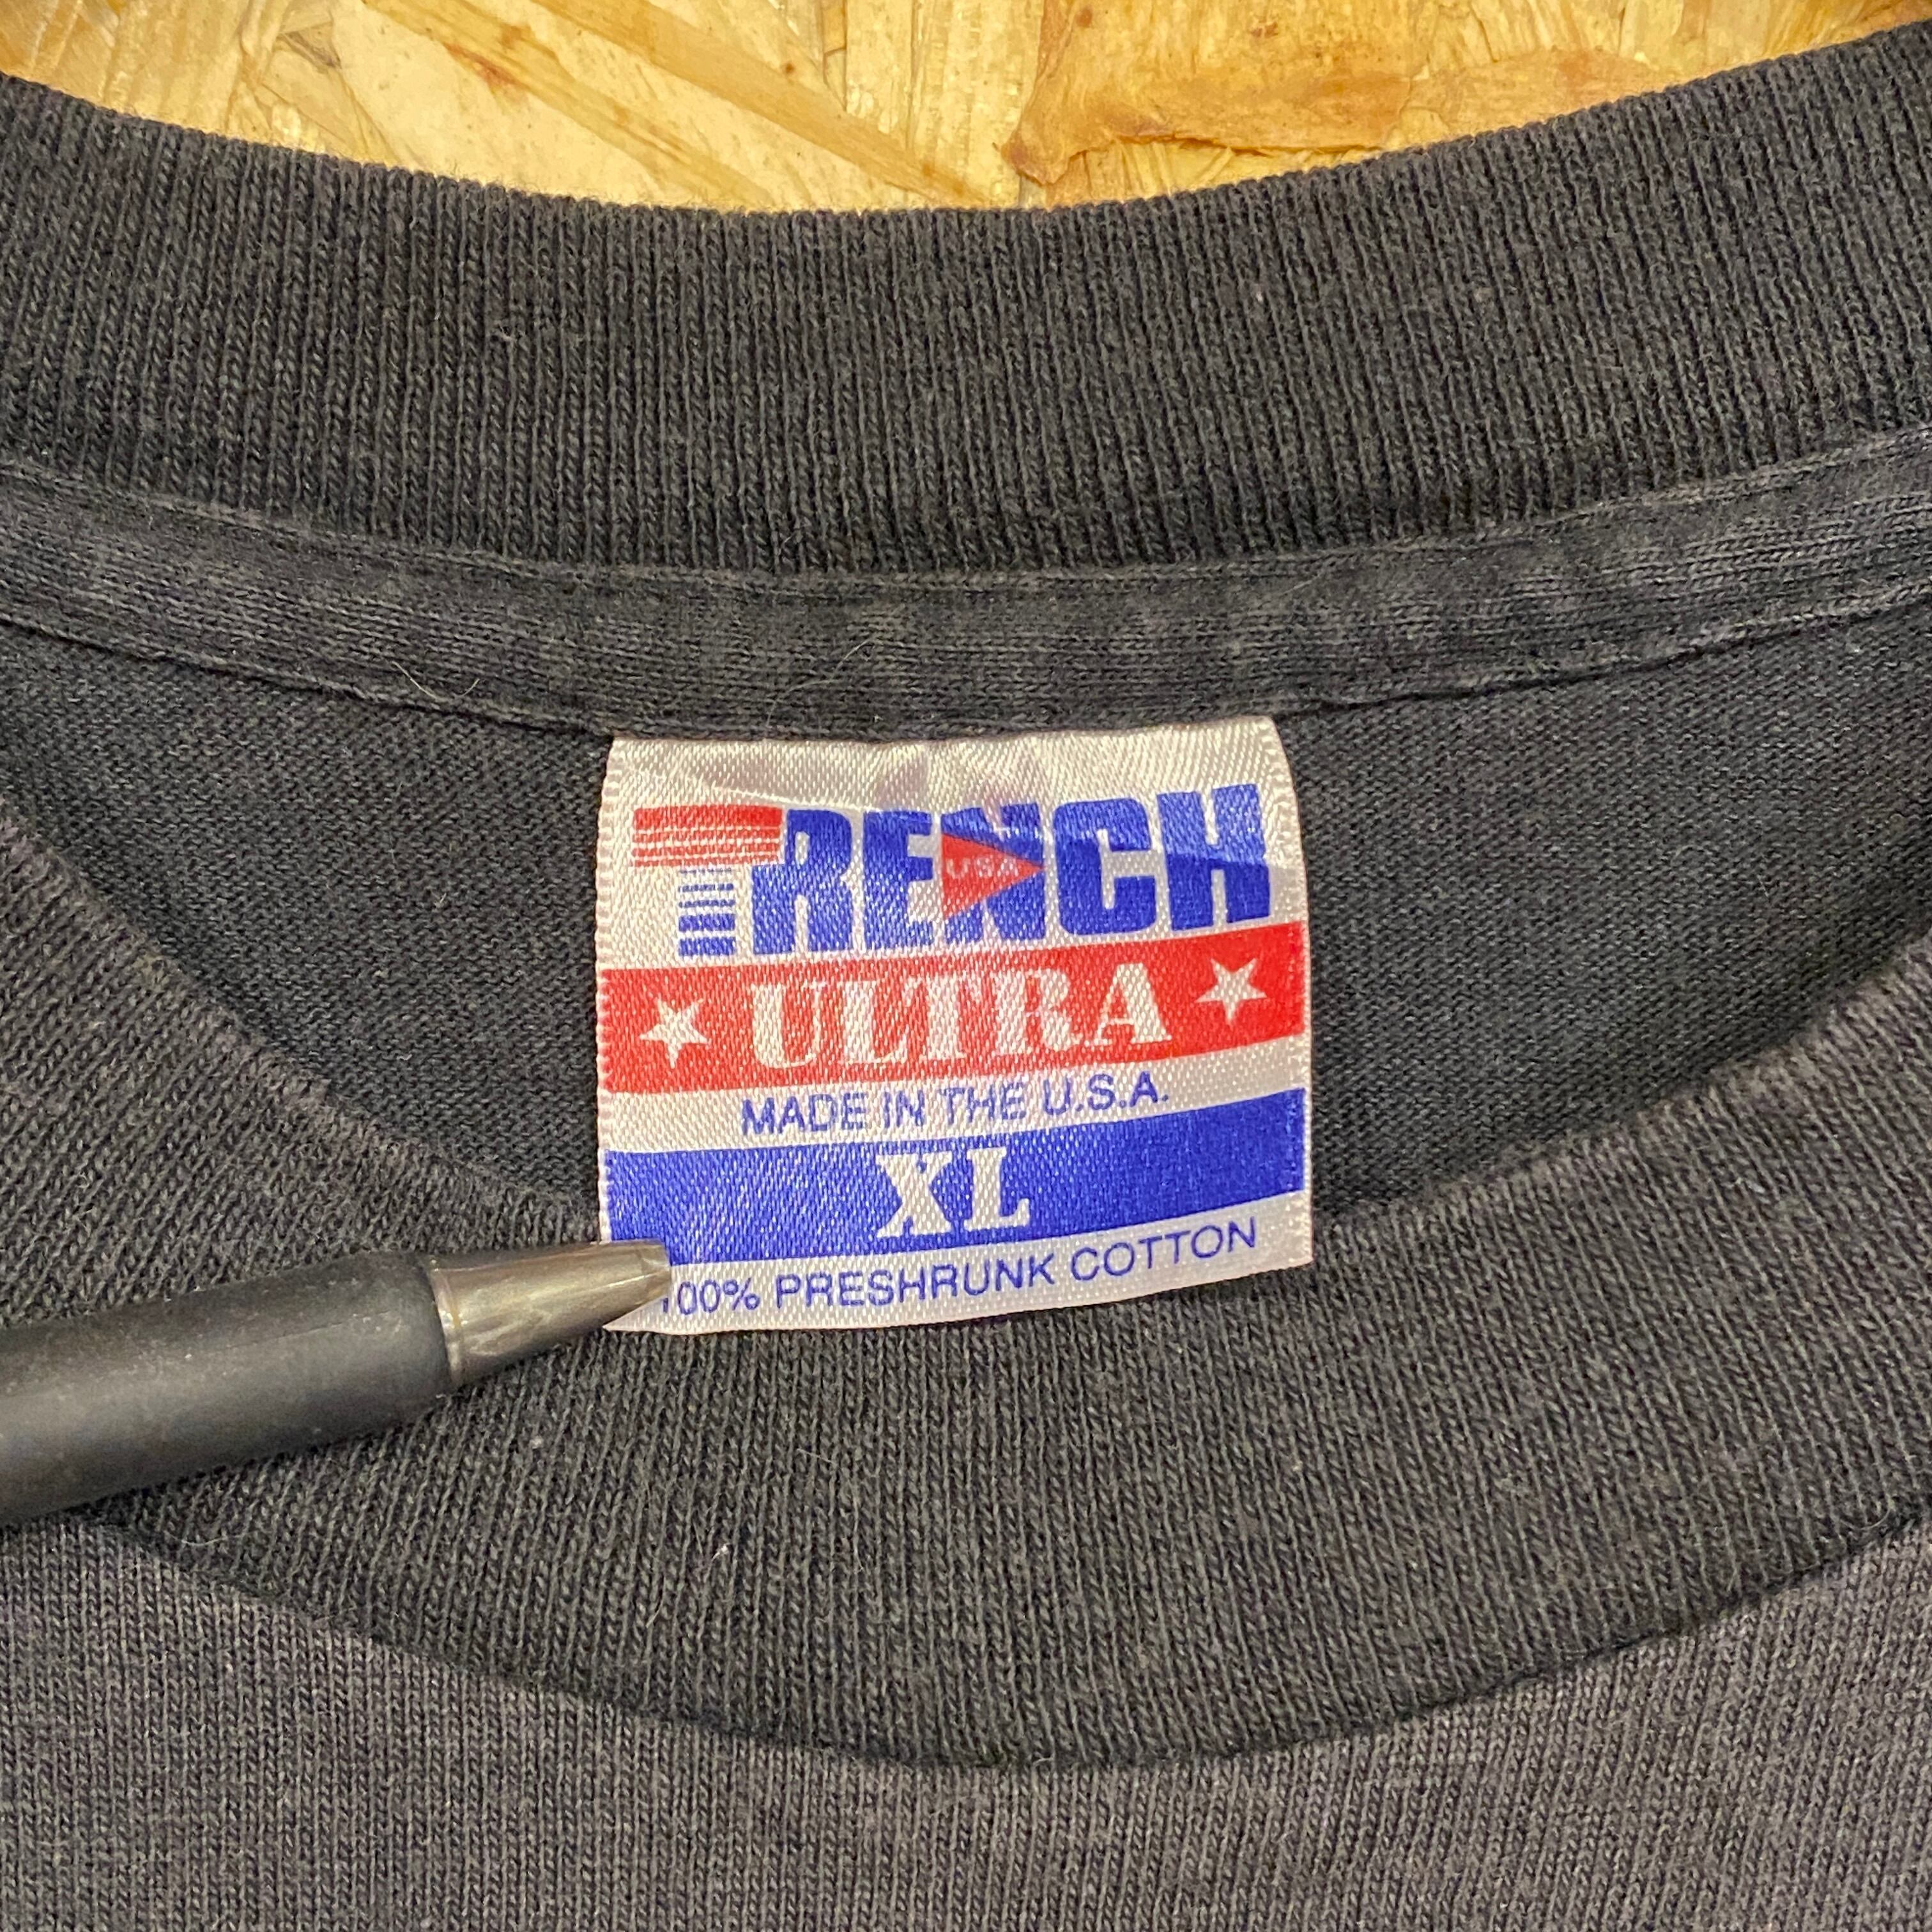 TRENCH
USA
ULTRA
MADE IN THE U.S.A.
XL
100% PRESHRUNK COTTON